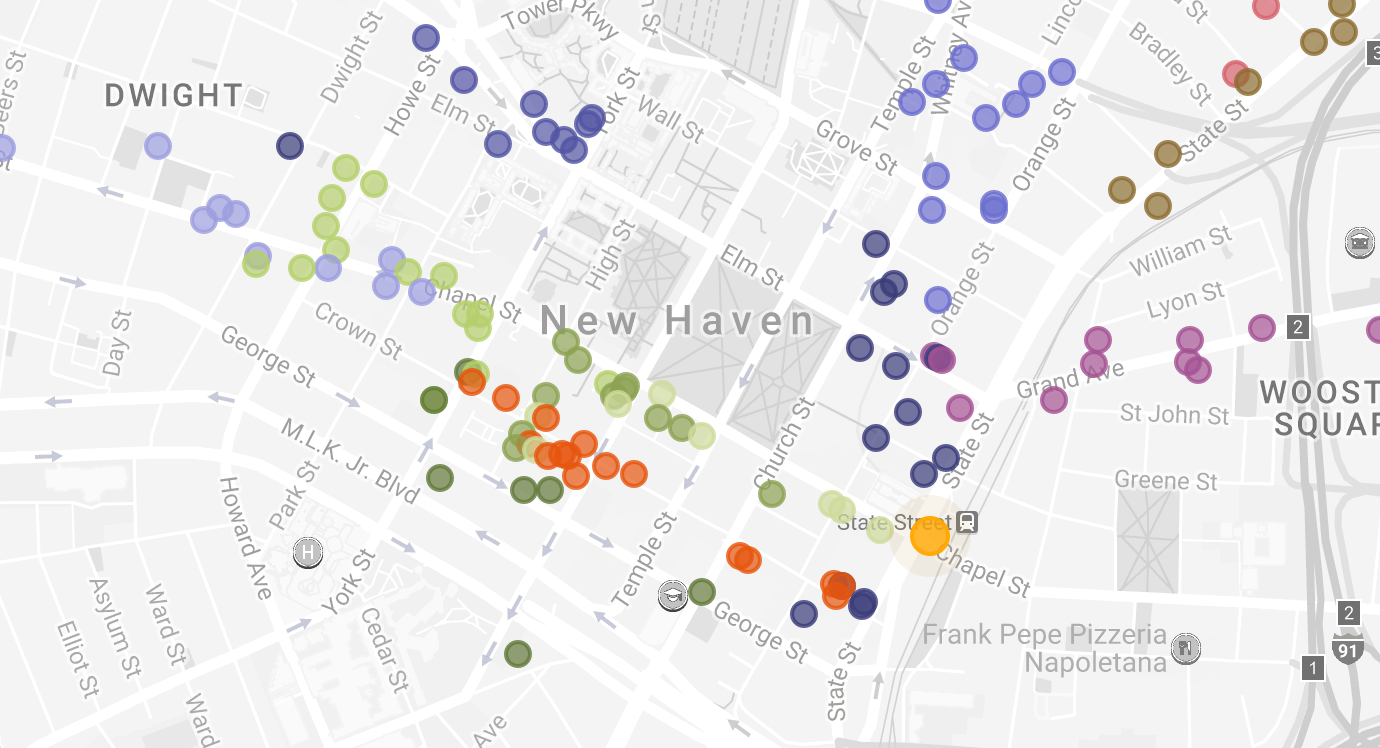 Tower Pkwy
Linc
Bradley St
State St
3
Dwight St
Howe St
DWIGHT
Elm St
York St
Wall St
Temple St
Whitney Av
Grove St
Orange St
High St
Elm St
Orange St
William St
Lyon St
2
Chapel St
New Haven
Day St
Crown St
George St
Grand Ave
WOOST
SQUAR
St John St
M.L.K. Jr. Blvd
Church St
State St
Greene St
Howard Ave
Park St
State Street
H
Temple St
Chapel St
York St
Asylum St
Ward St
Elliot St
Cedar St
George St
2
91
Frank Pepe Pizzeria
Napoletana
1
State St
Ward
Ave